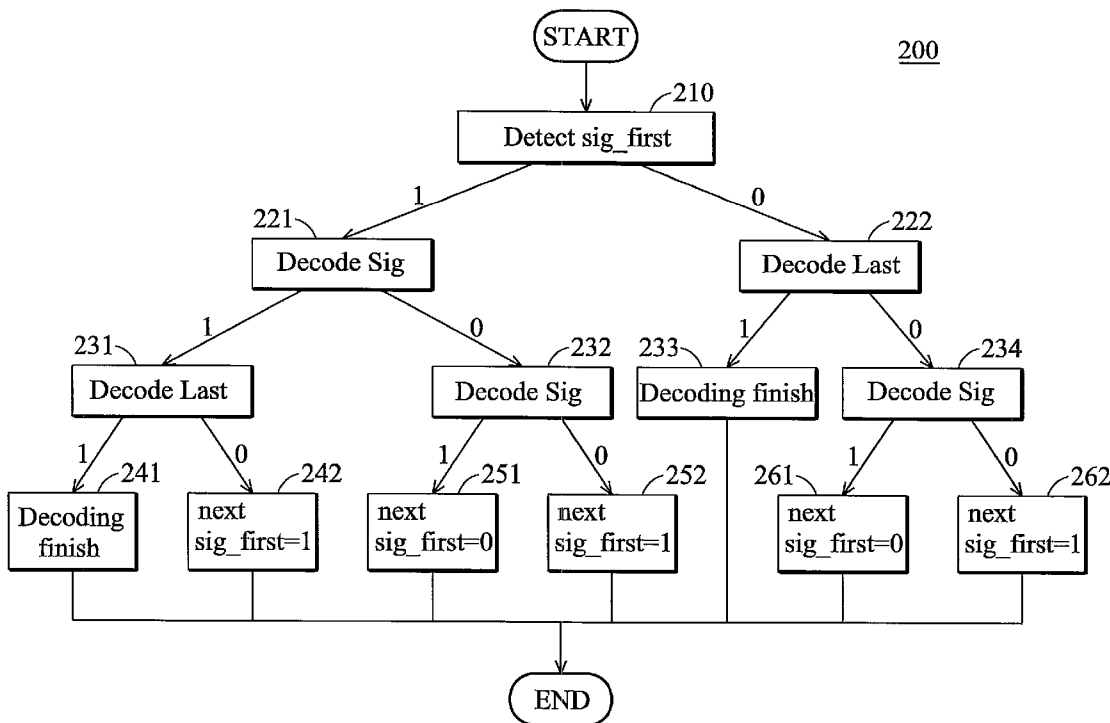 START
200
210
Detect sig_first
1
0
221
Decode Sig
222
Decode Last
1
0
1
0
231
Decode Last
232
Decode Sig
233
Decoding finish
234
Decode Sig
1
0
1
0
1
0
241
Decoding
finish
242
next
sig_first=1
251
next
sig_first=0
252
next
sig_first=1
261
next
sig_first=0
262
next
sig_first=1
END